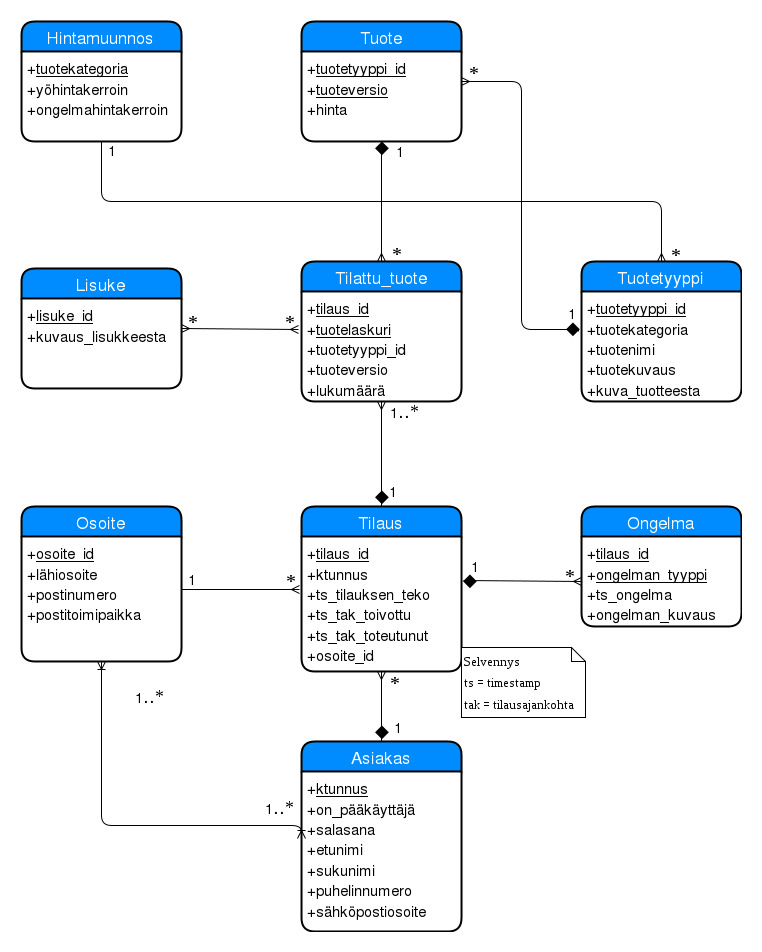 Hintamuunnos
+tuotekategoria
+yöhintakerroin
+ongelmahintakerroin
1
Tuote
+tuotetyyppi_id
+tuoteversio
+hinta
*
1
*
*
Lisuke
+lisuke_id
+kuvaus_lisukkeesta
*
*
Tilattu_tuote
+tilaus_id
+tuotelaskuri
+tuotetyyppi_id
+tuoteversio
+lukumäärä
1..*
1
Tuotetyyppi
+tuotetyyppi_id
+tuotekategoria
+tuotenimi
+tuotekuvaus
+kuva_tuotteesta
1
Osoite
+osoite_id
+lähiosoite
+postinumero
+postitoimipaikka
1
*
Tilaus
+tilaus_id
+ktunnus
+ts_tilauksen_teko
+ts_tak_toivottu
+ts_tak_toteutunut
+osoite_id
1
*
Ongelma
+tilaus_id
+ongelman_tyyppi
+ts_ongelma
+ongelman_kuvaus
Selvennys
ts = timestamp
tak = tilausajankohta
*
1
1..*
1..*
Asiakas
+ktunnus
+on_pääkäyttäjä
+salasana
+etunimi
+sukunimi
+puhelinnumero
+sähköpostiosoite